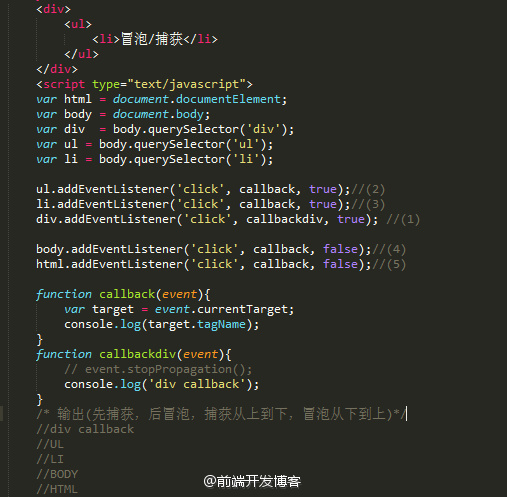 <div>
<ul>
<li>冒泡/捕获</li>
</ul>
</div>
<script type="text/javascript">
var html = document.documentElement;
var body = document.body;
var div  = body.querySelector('div');
var ul = body.querySelector('ul');
var li = body.querySelector('li');
ul.addEventListener('click', callback, true);//(2)
li.addEventListener('click', callback, true);//(3)
div.addEventListener('click', callbackdiv, true); //(1)
body.addEventListener('click', callback, false);//(4)
html.addEventListener('click', callback, false);//(5)
function callback(event){
var target = event.currentTarget;
console.log(target.tagName);
}
function callbackdiv(event){
// event.stopPropagation();
console.log('div callback');
}
/* 输出(先捕获，后冒泡，捕获从上到下，冒泡从下到上)*/
//div callback
//UL
//LI
//BODY
//HTML
@前端开发博客